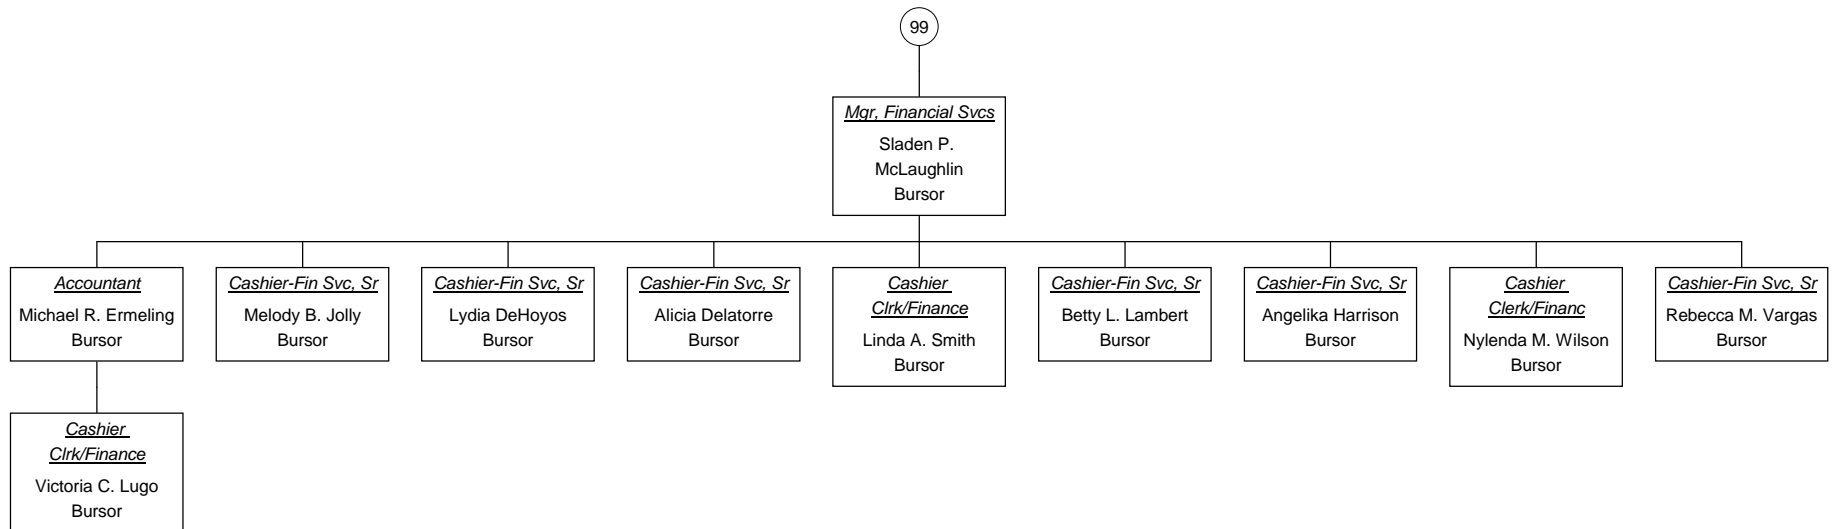 99
Mgr, Financial Svcs
Sladen P.
McLaughlin
Bursor
Accountant
Michael R. Ermeling
Bursor
Cashier-Fin Svc, Sr
Melody B. Jolly
Bursor
Cashier-Fin Svc, Sr
Lydia DeHoyos
Bursor
Cashier-Fin Svc, Sr
Alicia Delatorre
Bursor
Cashier
Clrk/Finance
Linda A. Smith
Bursor
Cashier-Fin Svc, Sr
Betty L. Lambert
Bursor
Cashier-Fin Svc, Sr
Angelika Harrison
Bursor
Cashier
Clerk/Financ
Nylenda M. Wilson
Bursor
Cashier-Fin Svc, Sr
Rebecca M. Vargas
Bursor
Cashier
Clrk/Finance
Victoria C. Lugo
Bursor